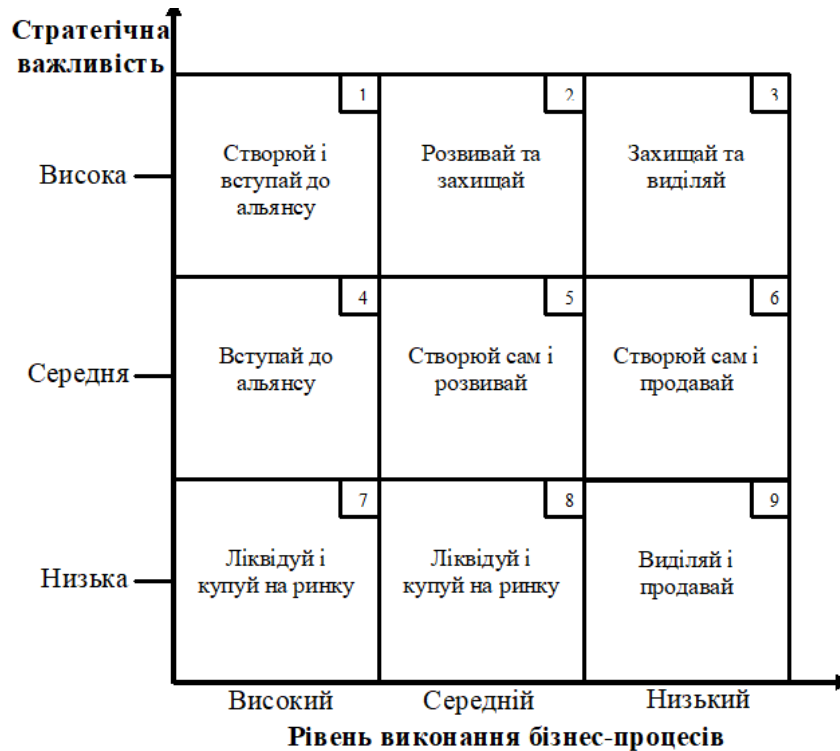 Стратегічна
важливість
1
2
3
Висока
Створюй і
вступай до
альянсу
Розвивай та
захищай
Захищай та
виділяй
4
5
6
Середня
Вступай до
альянсу
Створюй сам і
розвивай
Створюй сам і
продавай
7
8
9
Низька
Ліквідуй і
купуй на ринку
Ліквідуй і
купуй на ринку
Виділяй і
продавай
Високий
Середній
Низький
Рівень виконання бізнес-процесів